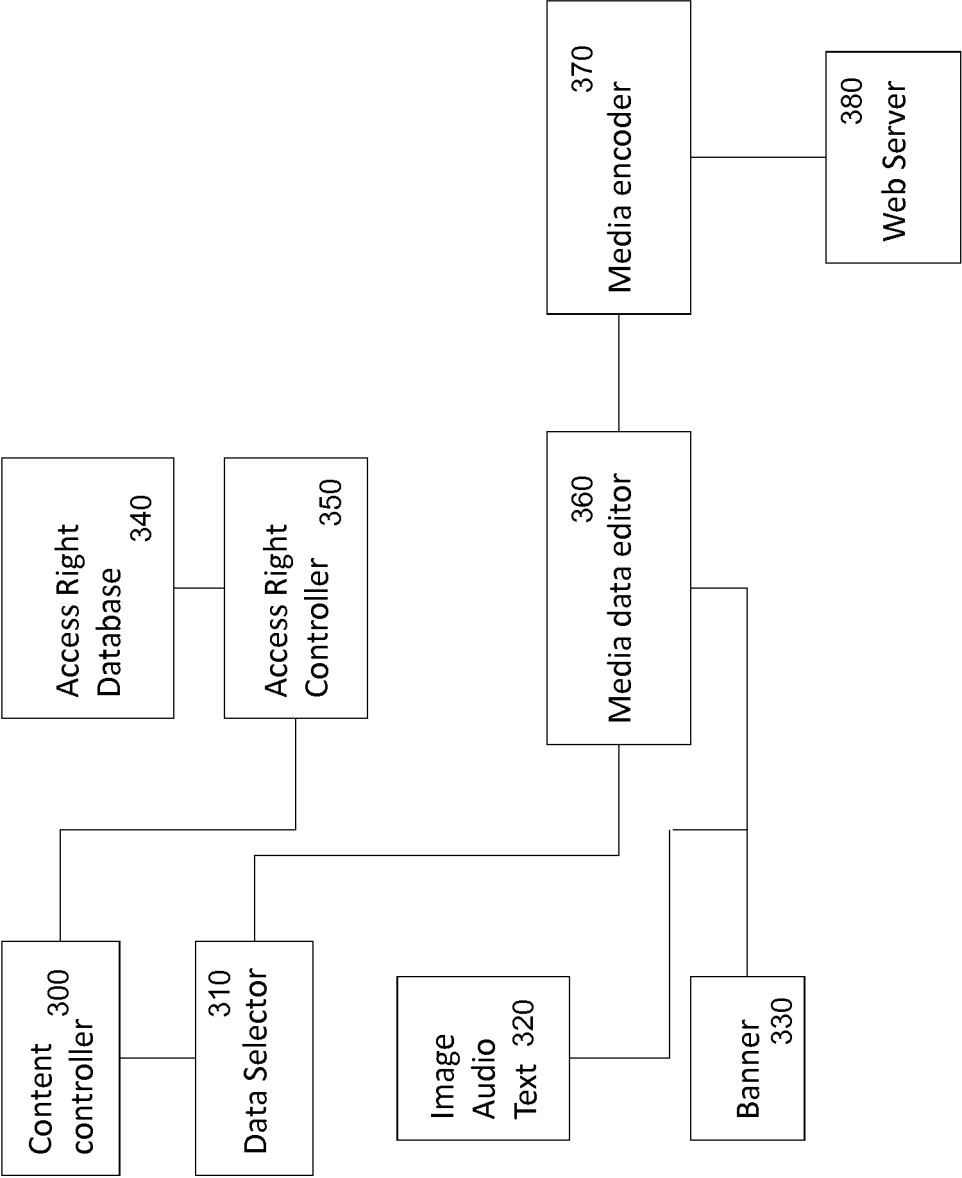 Content
controller 300
310
Data Selector
Image
Audio
Text 320
Banner
330
Access Right
Database
340
Access Right
Controller 350
360
Media data editor
370
Media encoder
380
Web Server